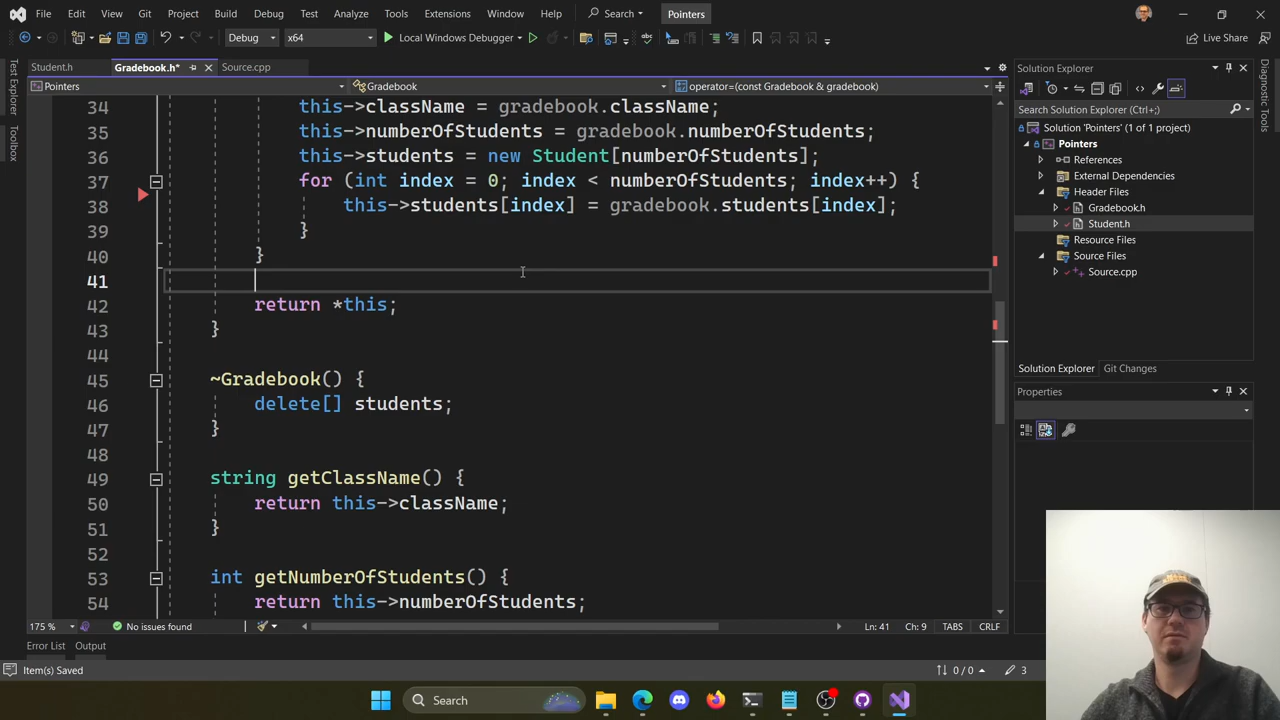 File Edit View Git Project Build Debug Test Analyze Tools Extensions Window Help Search Pointers
Debug x64 Local Windows Debugger Live Share
Student.h Gradebook.h* Source.cpp
Pointers Gradebook operator=(const Gradebook & gradebook)
Test Explorer
Toolbox
34 this->className = gradebook.className;
35 this->numberOfStudents = gradebook.numberOfStudents;
36 this->students = new Student[numberOfStudents];
37 for (int index = 0; index < numberOfStudents; index++) {
38 this->students[index] = gradebook.students[index];
39 }
40 }
41
42 return *this;
43 }
44
45 ~Gradebook() {
46 delete[] students;
47 }
48
49 string getClassName() {
50 return this->className;
51 }
52
53 int getNumberOfStudents() {
54 return this->numberOfStudents;
175 % No issues found Ln: 41 Ch: 9 TABS CRLF
Error List Output
Item(s) Saved 0 / 0 3
Solution Explorer
Search Solution Explorer (Ctrl+;)
Solution 'Pointers' (1 of 1 project)
Pointers
References
External Dependencies
Header Files
Gradebook.h
Student.h
Resource Files
Source Files
Source.cpp
Solution Explorer Git Changes
Properties
Diagnostic Tools
Search